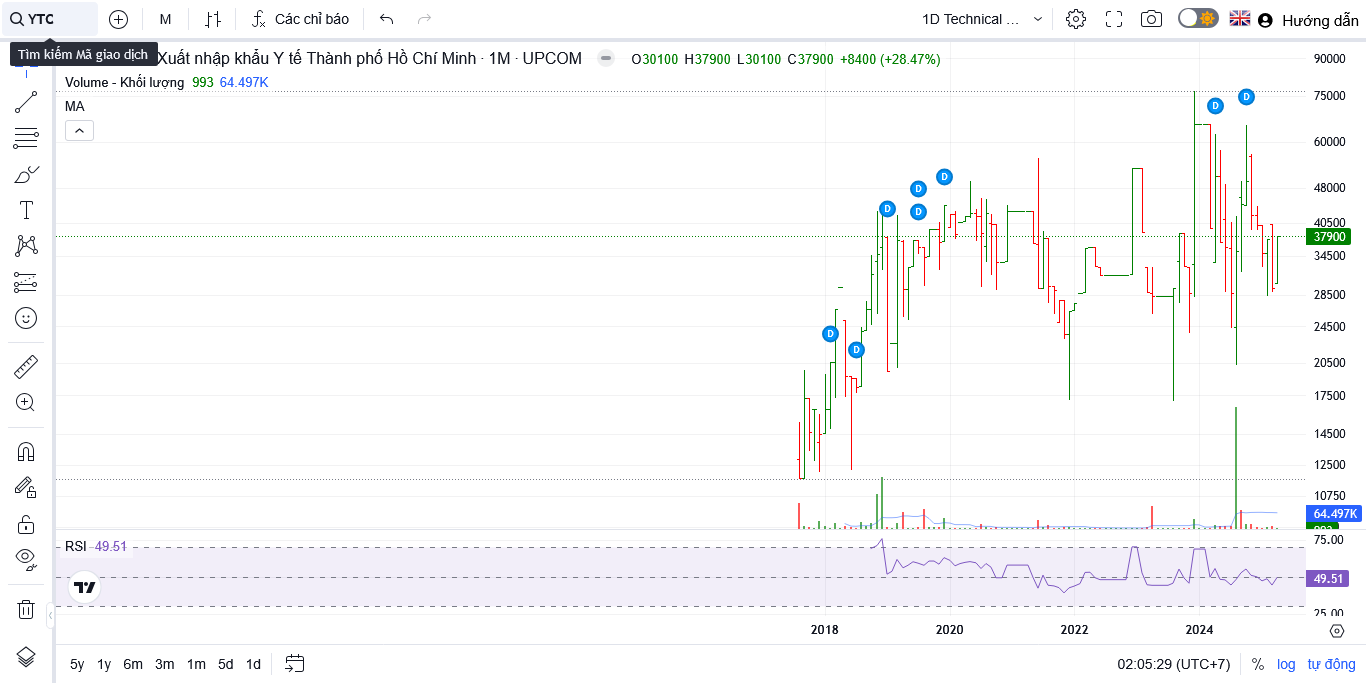 YTC
M
Các chỉ báo
1D Technical ...
Hướng dẫn
Tìm kiếm Mã giao dịch
Xuất nhập khẩu Y tế Thành phố Hồ Chí Minh · 1M · UPCOM
O30100 H37900 L30100 C37900 +8400 (+28.47%)
Volume - Khối lượng 993 64.497K
MA
90000
75000
60000
48000
40500
37900
34500
28500
24500
20500
17500
14500
12500
10750
64.497K
D
D
D
D
D
D
D
D
RSI 49.51
75.00
49.51
25.00
2018
2020
2022
2024
5y 1y 6m 3m 1m 5d 1d
02:05:29 (UTC+7)
% log tự động